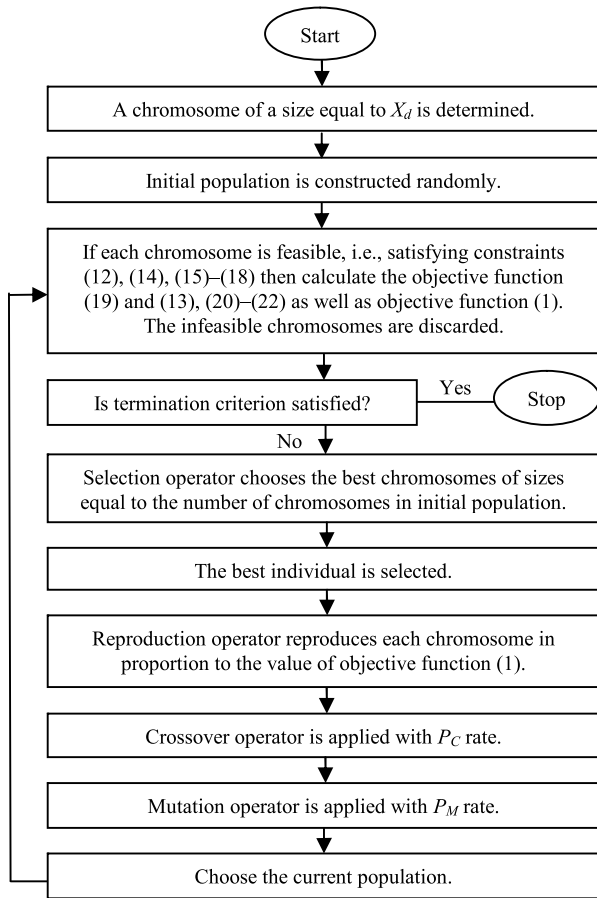 Start
A chromosome of a size equal to X_d is determined.
Initial population is constructed randomly.
If each chromosome is feasible, i.e., satisfying constraints
(12), (14), (15)–(18) then calculate the objective function
(19) and (13), (20)–(22) as well as objective function (1).
The infeasible chromosomes are discarded.
Is termination criterion satisfied?
Yes
Stop
No
Selection operator chooses the best chromosomes of sizes
equal to the number of chromosomes in initial population.
The best individual is selected.
Reproduction operator reproduces each chromosome in
proportion to the value of objective function (1).
Crossover operator is applied with P_C rate.
Mutation operator is applied with P_M rate.
Choose the current population.